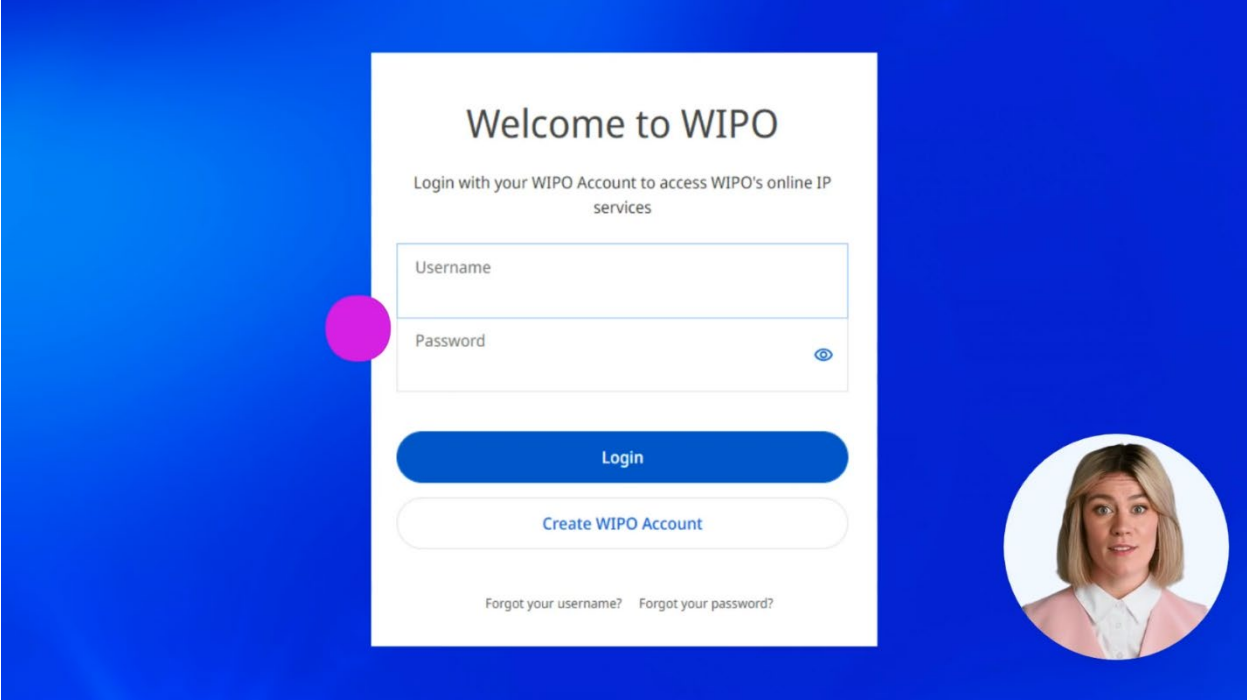 Welcome to WIPO
Login with your WIPO Account to access WIPO's online IP
services
Username
Password
Login
Create WIPO Account
Forgot your username? Forgot your password?